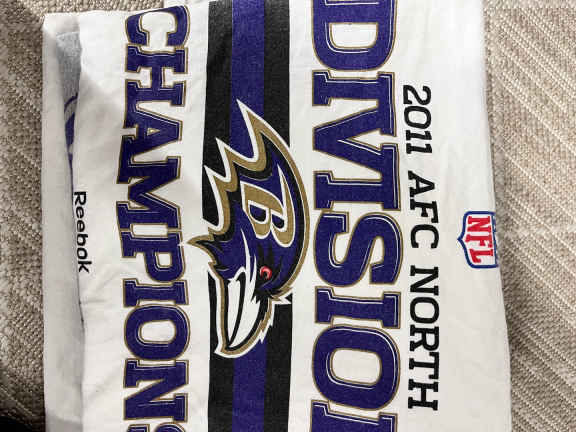 NFL
2011 AFC NORTH
DIVISION
B
CHAMPIONS
Reebok